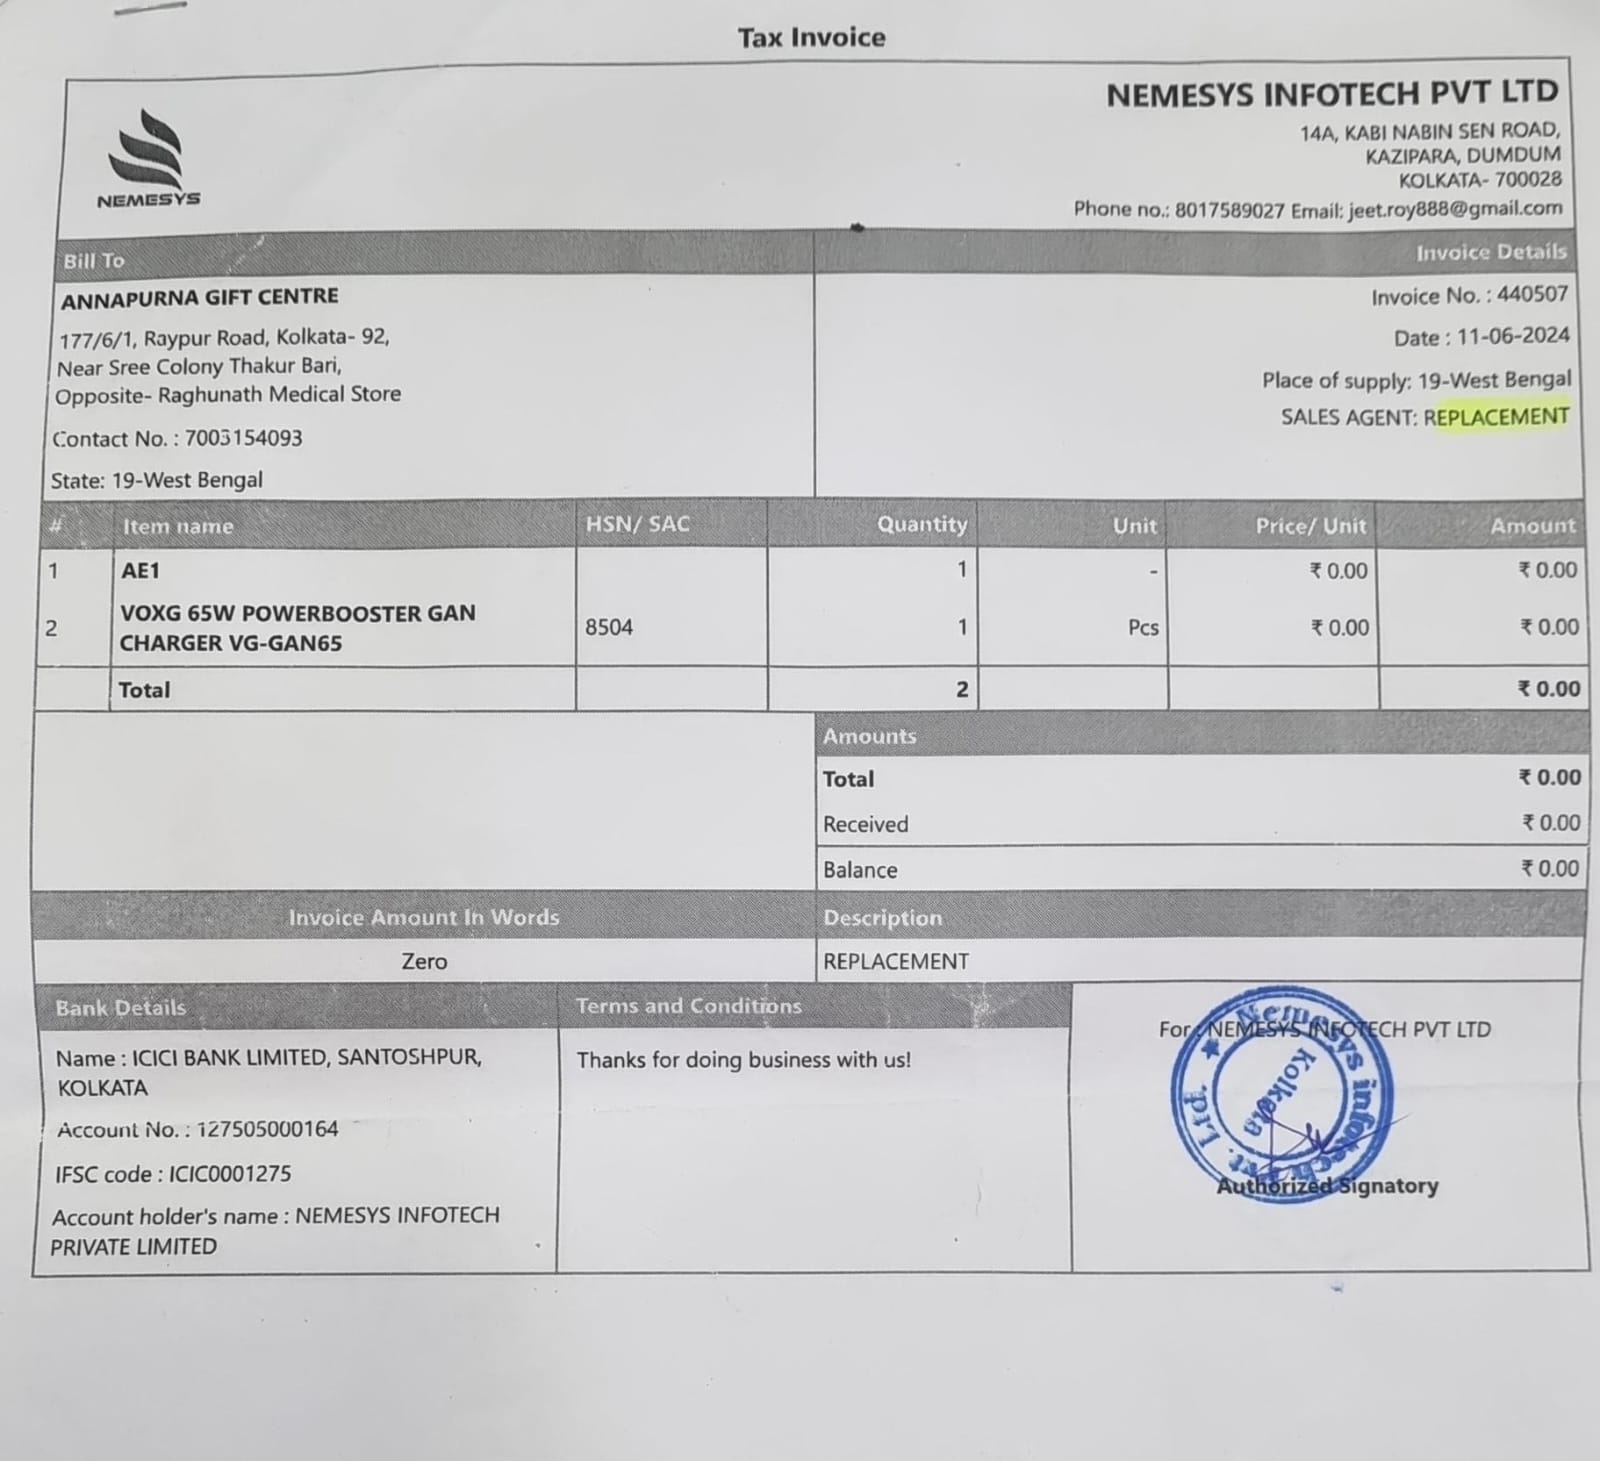 Tax Invoice
NEMESYS
NEMESYS INFOTECH PVT LTD
14A, KABI NABIN SEN ROAD,
KAZIPARA, DUMDUM
KOLKATA- 700028
Phone no.: 8017589027 Email: jeet.roy888@gmail.com
Bill To
ANNAPURNA GIFT CENTRE
177/6/1, Raypur Road, Kolkata- 92,
Near Sree Colony Thakur Bari,
Opposite- Raghunath Medical Store
Contact No. : 7003154093
State: 19-West Bengal
Invoice Details
Invoice No. : 440507
Date : 11-06-2024
Place of supply: 19-West Bengal
SALES AGENT: REPLACEMENT
# Item name HSN/ SAC Quantity Unit Price/ Unit Amount
1 AE1 1 - ₹ 0.00 ₹ 0.00
2 VOXG 65W POWERBOOSTER GAN
CHARGER VG-GAN65 8504 1 Pcs ₹ 0.00 ₹ 0.00
Total 2 ₹ 0.00
Amounts
Total ₹ 0.00
Received ₹ 0.00
Balance ₹ 0.00
Invoice Amount In Words
Zero
Description
REPLACEMENT
Bank Details
Name : ICICI BANK LIMITED, SANTOSHPUR,
KOLKATA
Account No. : 127505000164
IFSC code : ICIC0001275
Account holder's name : NEMESYS INFOTECH
PRIVATE LIMITED
Terms and Conditions
Thanks for doing business with us!
For : NEMESYS INFOTECH PVT LTD
Nemesys infotech Pvt. Ltd.
Kolkata
Authorized Signatory